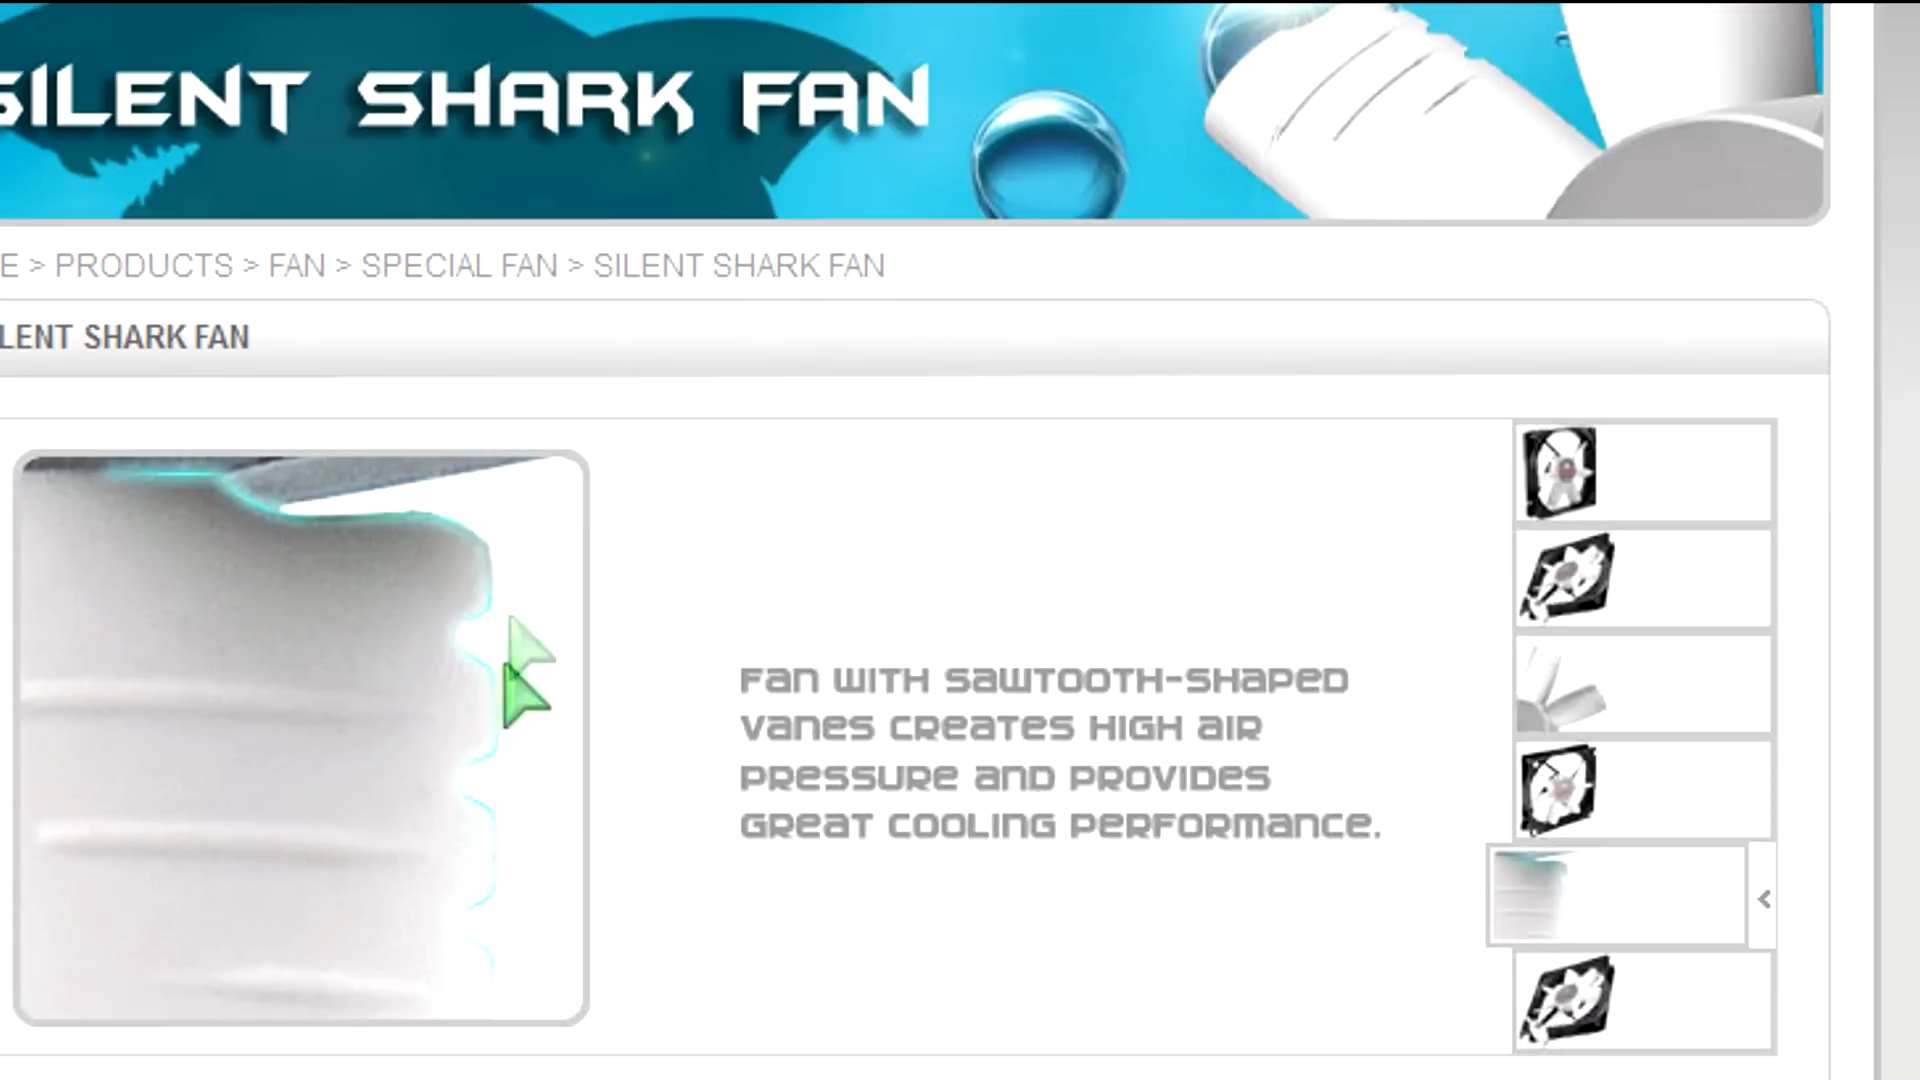 SILENT SHARK FAN
E > PRODUCTS > FAN > SPECIAL FAN > SILENT SHARK FAN
LENT SHARK FAN
Fan with sawtooth-shaped
vanes creates high air
pressure and provides
great cooling performance.